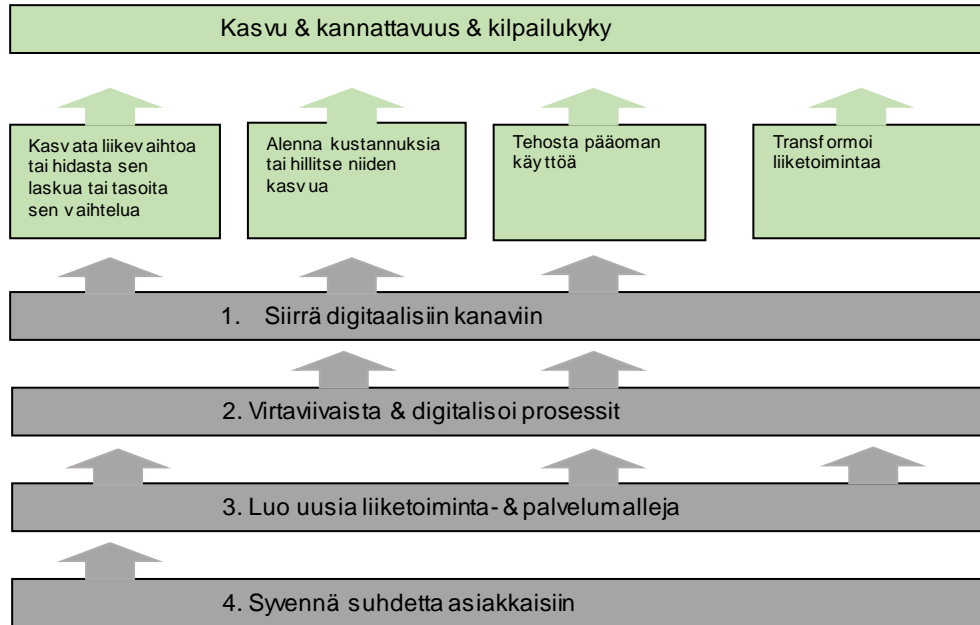 Kasvu & kannattavuus & kilpailukyky
Kasvata liikevaihtoa
tai hidasta sen
laskua tai tasoita
sen vaihtelua
Alenna kustannuksia
tai hillitse niiden
kasvua
Tehosta pääoman
käyttöä
Transformoi
liiketoimintaa
1. Siirrä digitaalisiin kanaviin
2. Virtaviivaista & digitalisoi prosessit
3. Luo uusia liiketoiminta- & palvelumalleja
4. Syvennä suhdetta asiakkaisiin